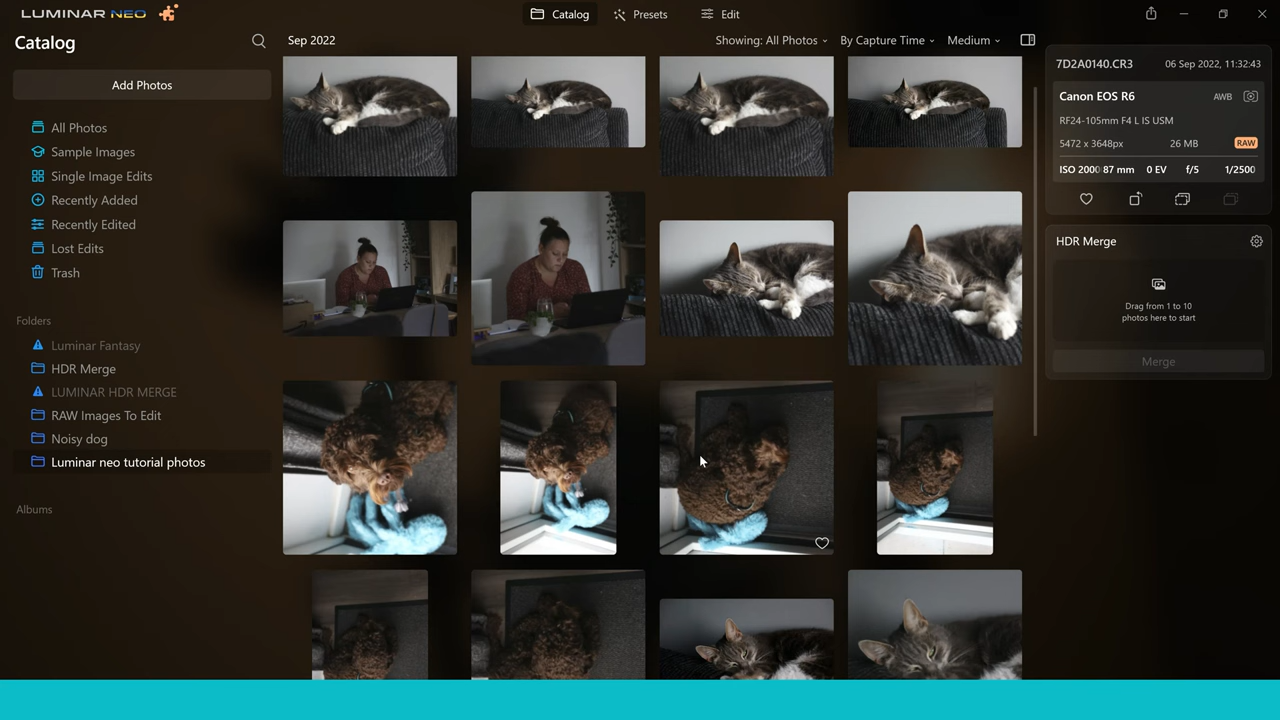 LUMINAR NEO
Catalog
Presets
Edit
Catalog
Sep 2022
Showing: All Photos
By Capture Time
Medium
Add Photos
All Photos
Sample Images
Single Image Edits
Recently Added
Recently Edited
Lost Edits
Trash
Folders
Luminar Fantasy
HDR Merge
LUMINAR HDR MERGE
RAW Images To Edit
Noisy dog
Luminar neo tutorial photos
Albums
7D2A0140.CR3 06 Sep 2022, 11:32:43
Canon EOS R6 AWB
RF24-105mm F4 L IS USM
5472 x 3648px 26 MB RAW
ISO 2000 87 mm 0 EV f/5 1/2500
HDR Merge
Drag from 1 to 10
photos here to start
Merge